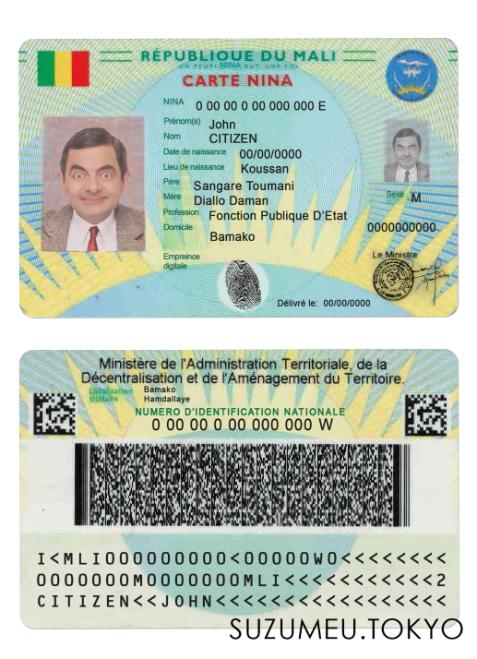 RÉPUBLIQUE DU MALI
UN PEUPLE NINA BUT UNE FOI
CARTE NINA
NINA 0 00 00 0 00 000 000 E
Prénom(s) John
Nom CITIZEN
Date de naissance 00/00/0000
Lieu de naissance Koussan
Père Sangare Toumani
Mère Diallo Daman
Profession Fonction Publique D'Etat
Domicile Bamako
Sexe M
0000000000
Le Ministre
Empreince
digitale
Délivré le: 00/00/0000
Ministère de l'Administration Territoriale, de la
Décentralisation et de l'Aménagement du Territoire.
Bamako
Hamdallaye
NUMERO D'IDENTIFICATION NATIONALE
0 00 00 0 00 000 000 W
I<MLI0000000000<00000W0<<<<<<<<
0000000M0000000MLI<<<<<<<<<<<2
CITIZEN<<JOHN<<<<<<<<<<<<<<<<<
SUZUMEU.TOKYO